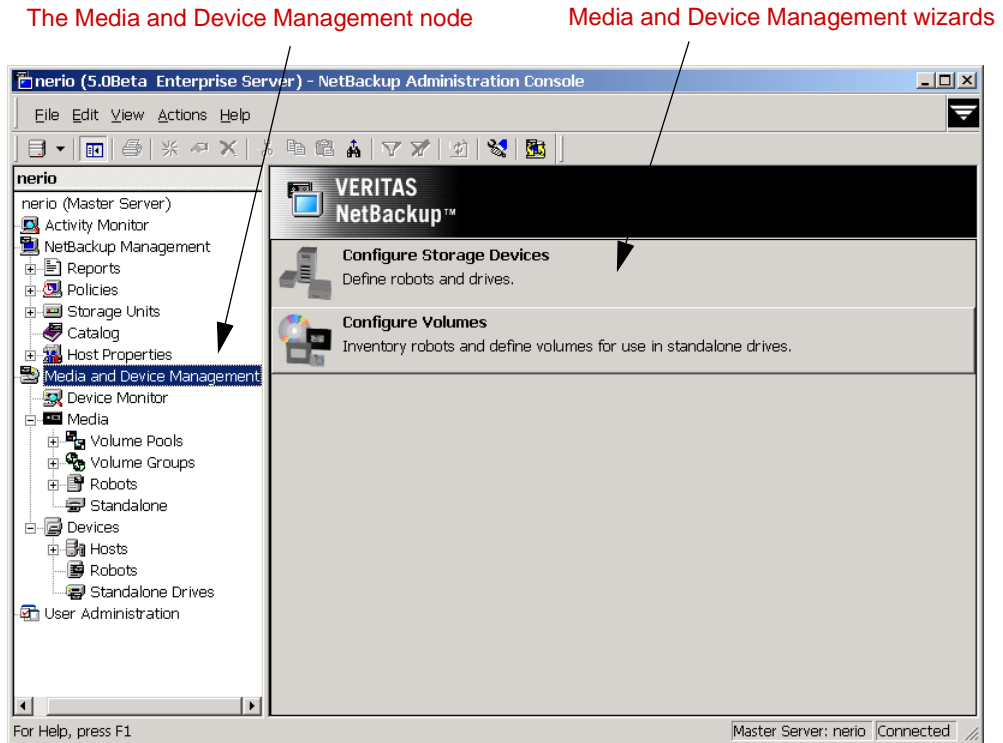 The Media and Device Management node
Media and Device Management wizards
nerio (5.0Beta Enterprise Server) - NetBackup Administration Console
File Edit View Actions Help
nerio
nerio (Master Server)
Activity Monitor
NetBackup Management
Reports
Policies
Storage Units
Catalog
Host Properties
Media and Device Management
Device Monitor
Media
Volume Pools
Volume Groups
Robots
Standalone
Devices
Hosts
Robots
Standalone Drives
User Administration
VERITAS
NetBackup™
Configure Storage Devices
Define robots and drives.
Configure Volumes
Inventory robots and define volumes for use in standalone drives.
For Help, press F1
Master Server: nerio
Connected